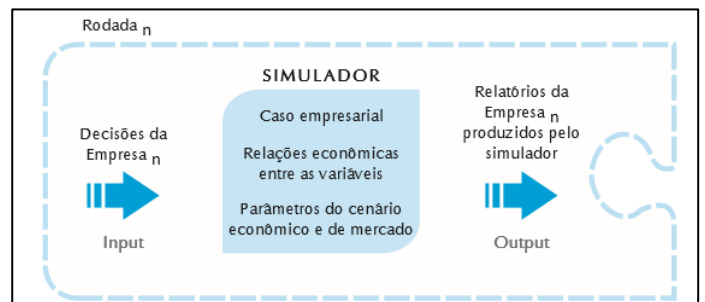 Rodada n
SIMULADOR
Caso empresarial
Relações econômicas
entre as variáveis
Parâmetros do cenário
econômico e de mercado
Decisões da
Empresa n
Input
Relatórios da
Empresa n
produzidos pelo
simulador
Output